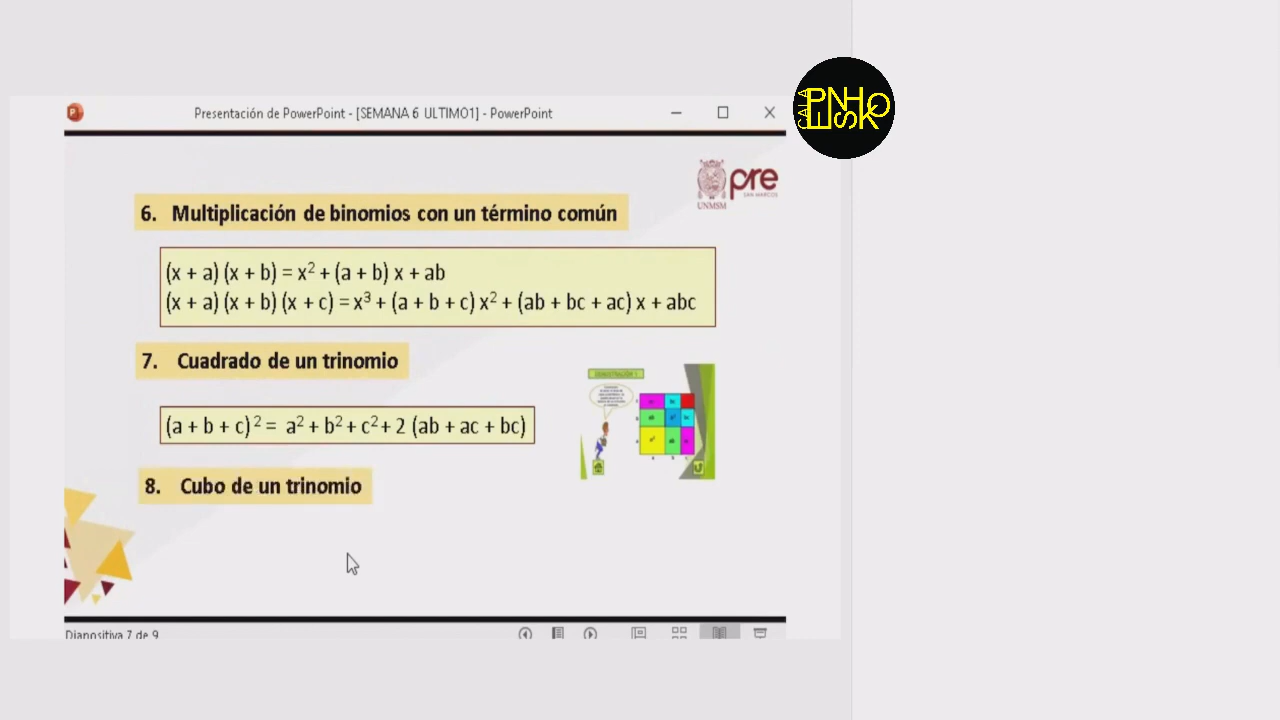 Presentación de PowerPoint - [SEMANA 6 ULTIMO1] - PowerPoint
pre
SAN MARCOS
UNMSM
6. Multiplicación de binomios con un término común
(x + a) (x + b) = x² + (a + b) x + ab
(x + a) (x + b) (x + c) = x³ + (a + b + c) x² + (ab + bc + ac) x + abc
7. Cuadrado de un trinomio
(a + b + c)² = a² + b² + c² + 2 (ab + ac + bc)
8. Cubo de un trinomio
Diapositiva 7 de 9